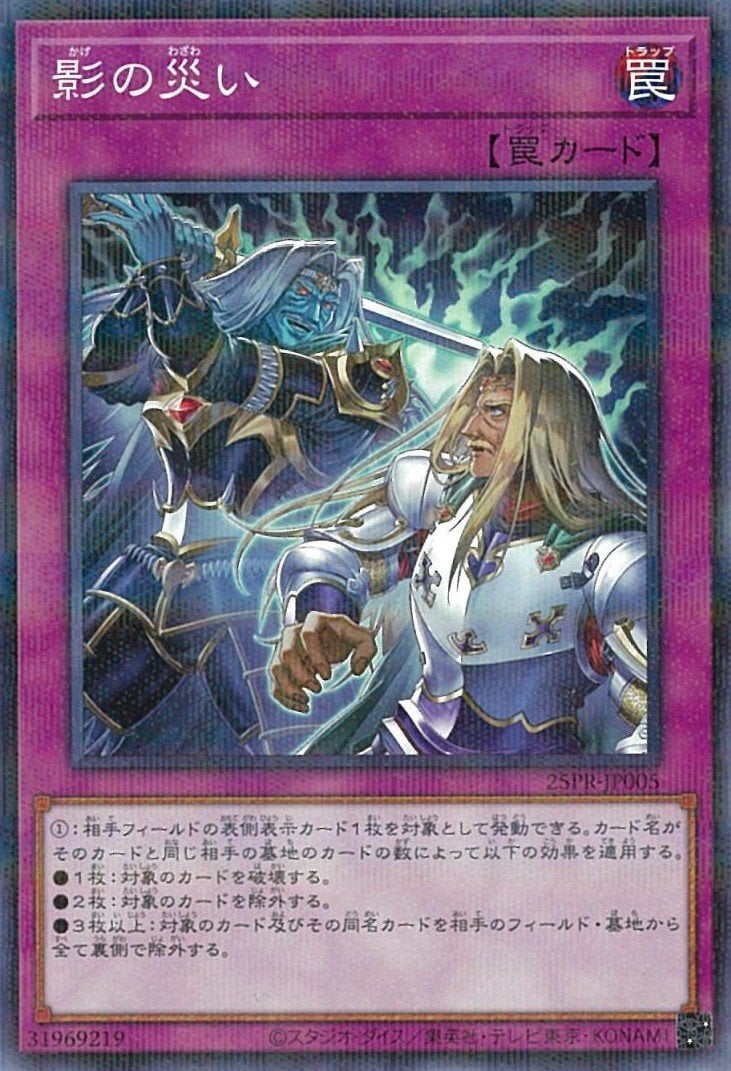 影の災い
罠
【罠カード】
25PR-JP005
①:相手フィールドの表側表示カード1枚を対象として発動できる。カード名が
そのカードと同じ相手の墓地のカードの数によって以下の効果を適用する。
●1枚:対象のカードを破壊する。
●2枚:対象のカードを除外する。
●3枚以上:対象のカード及びその同名カードを相手のフィールド・墓地から
全て裏側で除外する。
31969219 ©スタジオ・ダイス/集英社・テレビ東京・KONAMI